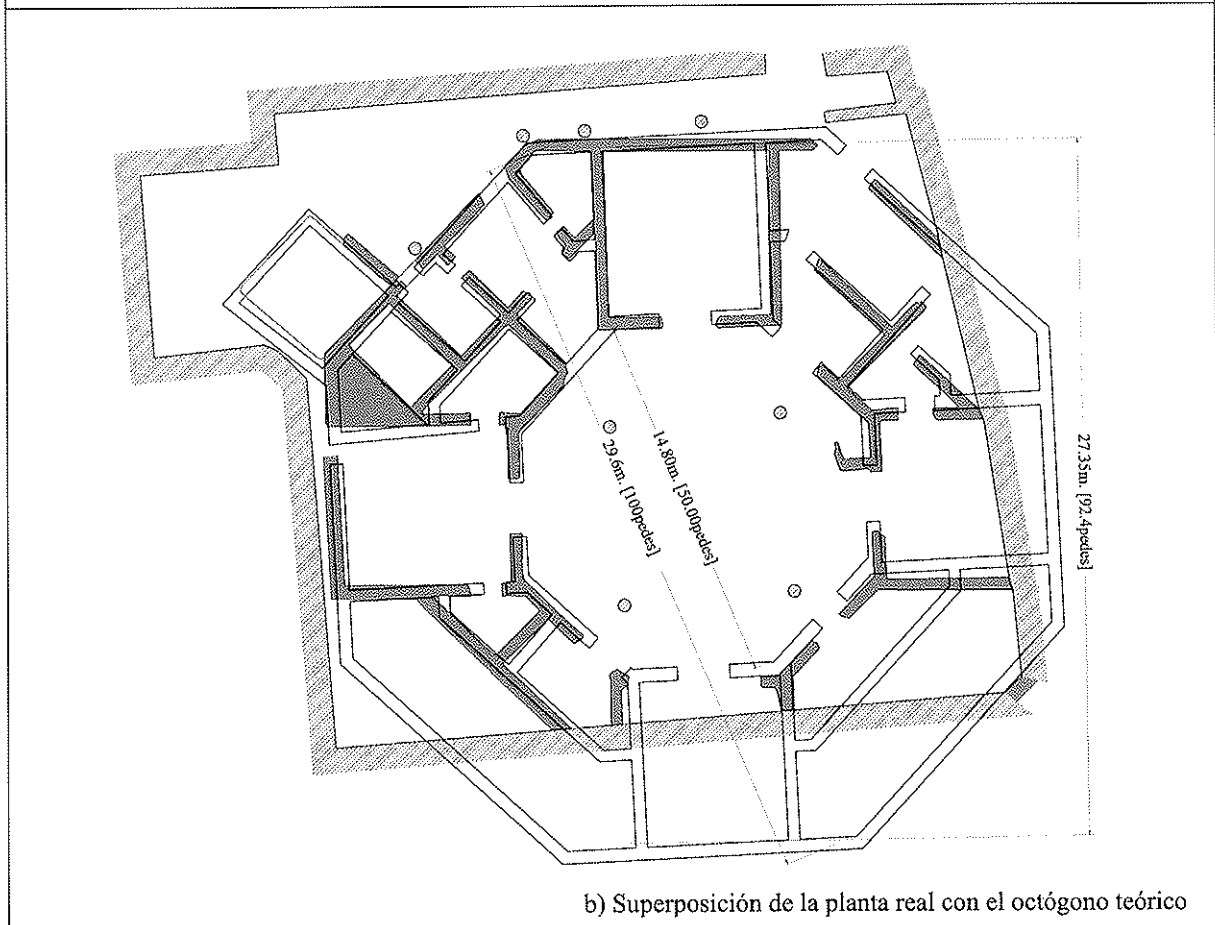 14.80m. [50.00pedes]
29.6m. [100pedes]
27.35m. [92.4pedes]
b) Superposición de la planta real con el octógono teórico